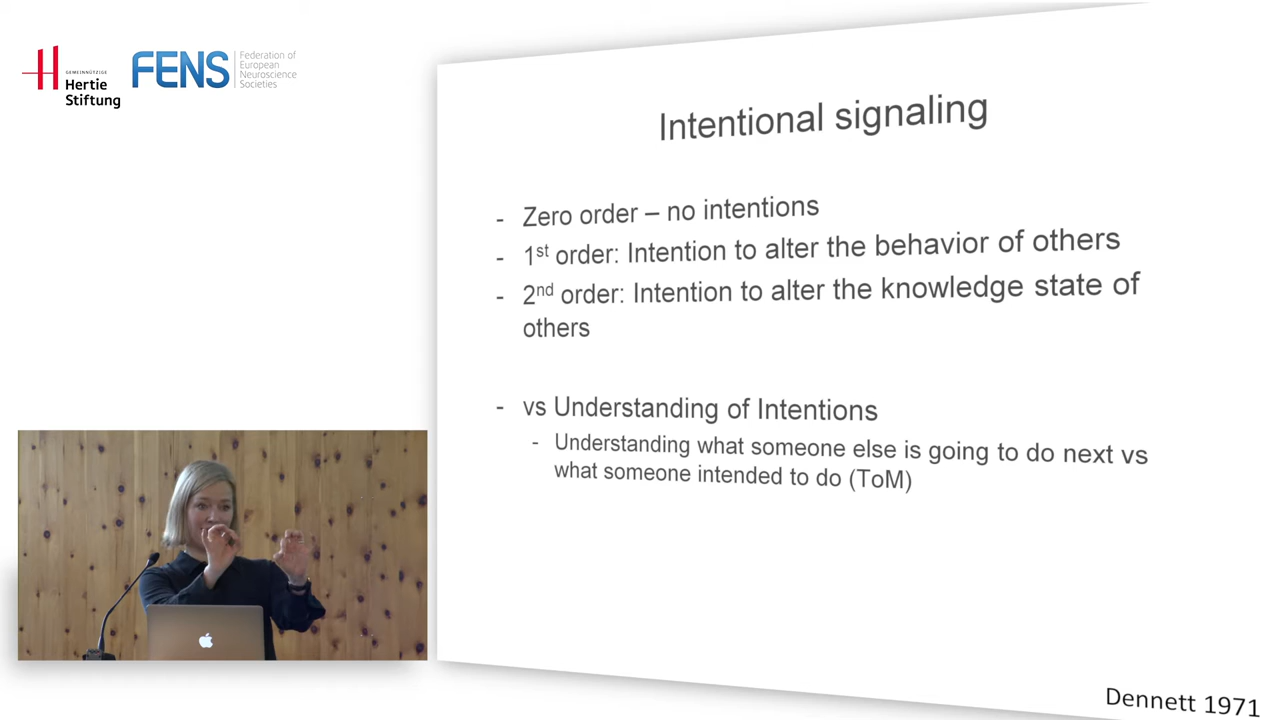 GEMEINNÜTZIGE
Hertie
Stiftung
FENS
Federation of
European
Neuroscience
Societies
Intentional signaling
- Zero order – no intentions
- 1st order: Intention to alter the behavior of others
- 2nd order: Intention to alter the knowledge state of
others
- vs Understanding of Intentions
- Understanding what someone else is going to do next vs
what someone intended to do (ToM)
Dennett 1971